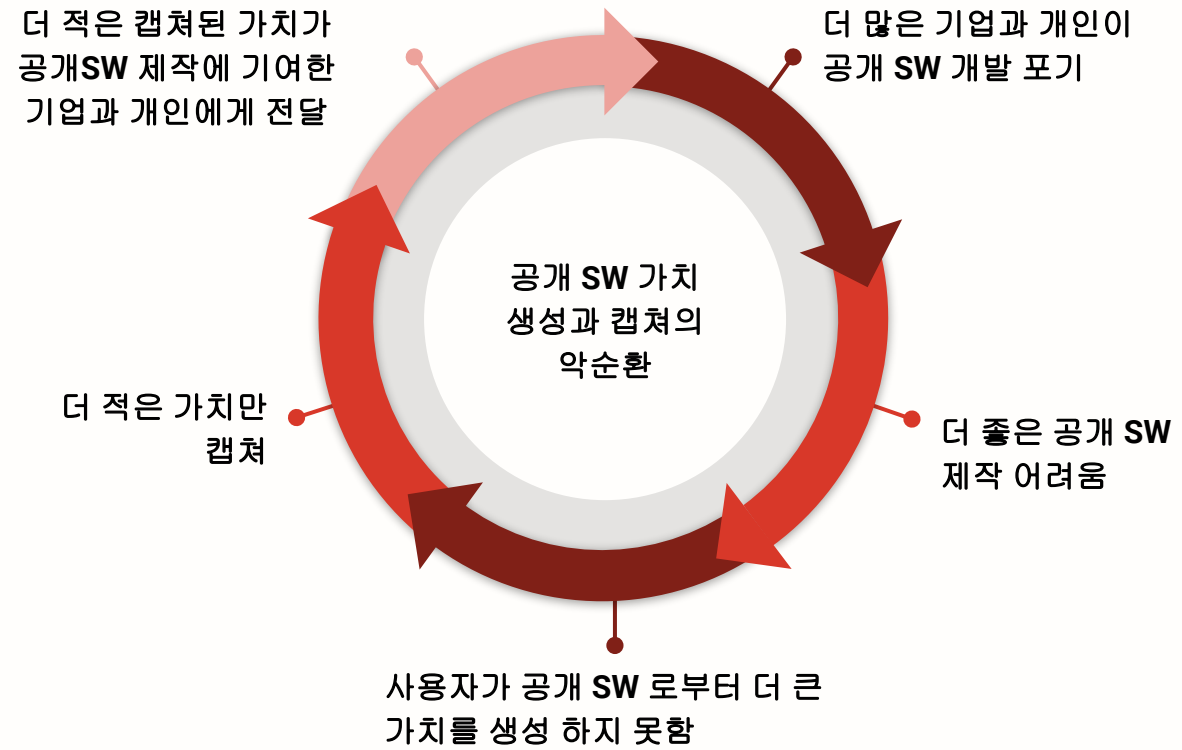 더 적은 캡쳐된 가치가
공개SW 제작에 기여한
기업과 개인에게 전달
더 많은 기업과 개인이
공개 SW 개발 포기
공개 SW 가치
생성과 캡쳐의
악순환
더 적은 가치만
캡쳐
더 좋은 공개 SW
제작 어려움
사용자가 공개 SW 로부터 더 큰
가치를 생성 하지 못함